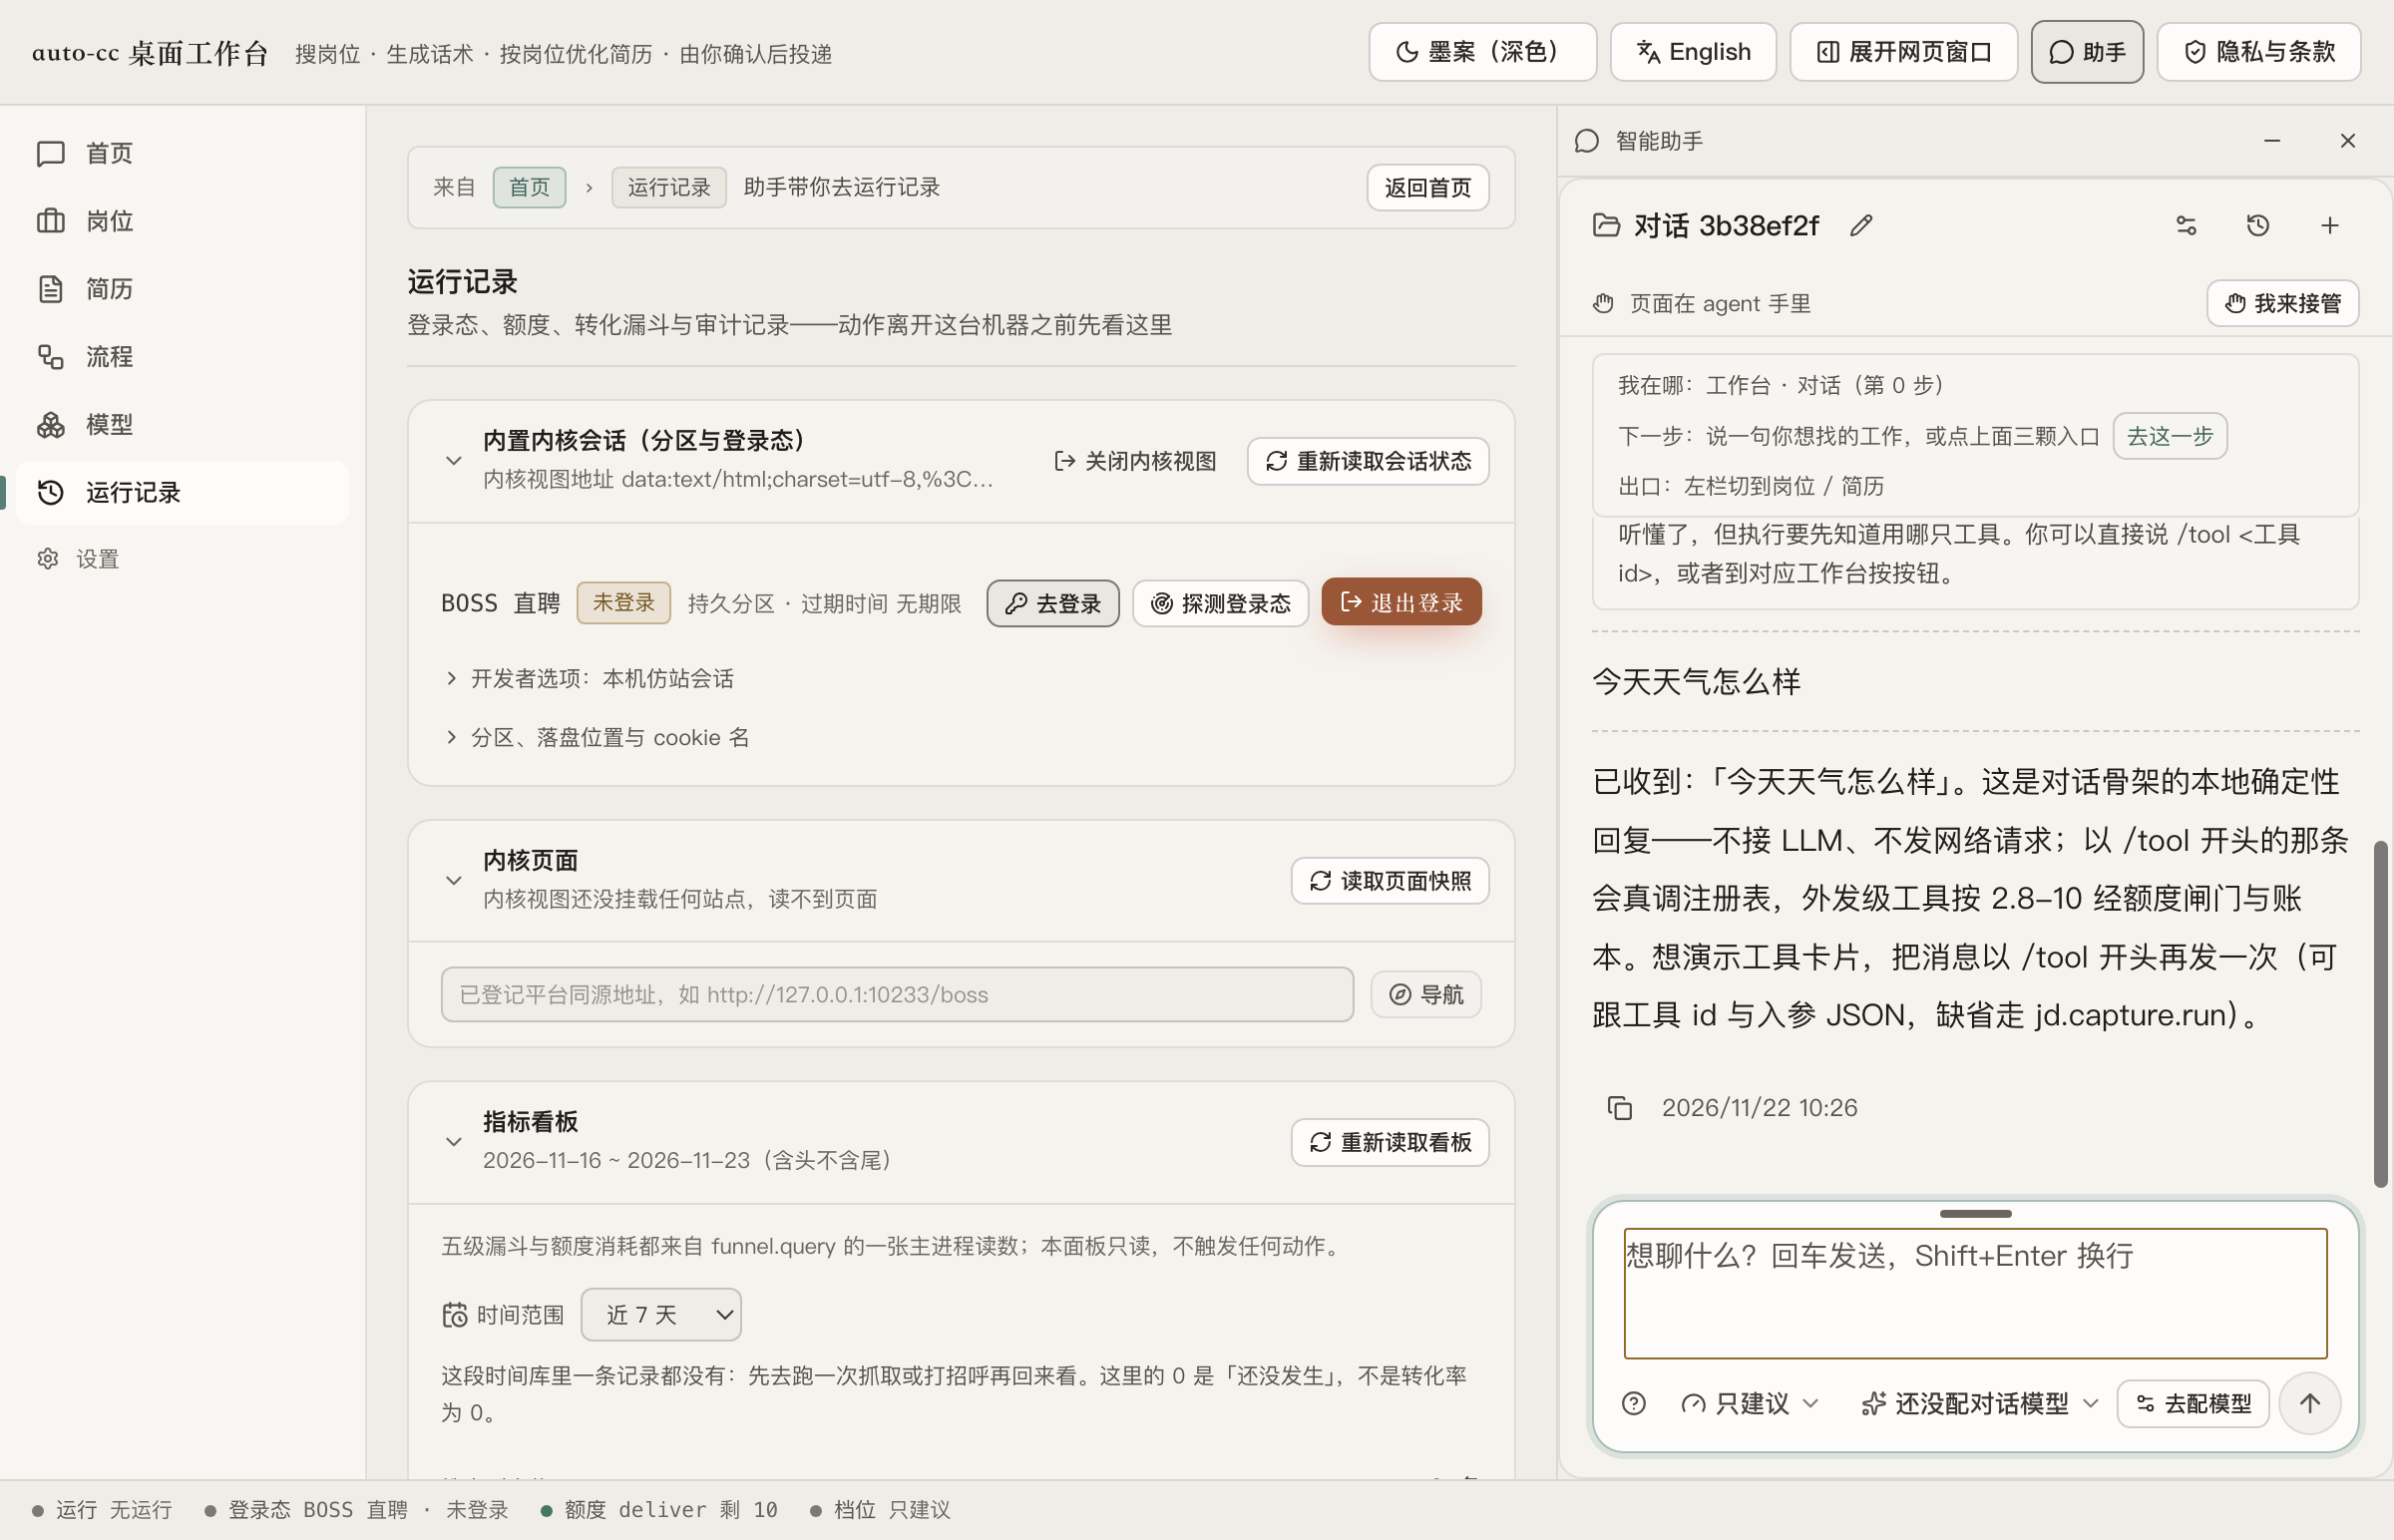 auto-cc 桌面工作台
搜岗位 · 生成话术 · 按岗位优化简历 · 由你确认后投递
墨案（深色）
English
展开网页窗口
助手
隐私与条款
首页
岗位
简历
流程
模型
运行记录
设置
来自 首页 › 运行记录 助手带你去运行记录
返回首页
运行记录
登录态、额度、转化漏斗与审计记录——动作离开这台机器之前先看这里
内置内核会话（分区与登录态）
内核视图地址 data:text/html;charset=utf-8,%3C...
关闭内核视图
重新读取会话状态
BOSS 直聘 未登录 持久分区 · 过期时间 无期限
去登录
探测登录态
退出登录
开发者选项：本机仿站会话
分区、落盘位置与 cookie 名
内核页面
内核视图还没挂载任何站点，读不到页面
读取页面快照
已登记平台同源地址，如 http://127.0.0.1:10233/boss
导航
指标看板
2026-11-16 ~ 2026-11-23（含头不含尾）
重新读取看板
五级漏斗与额度消耗都来自 funnel.query 的一张主进程读数；本面板只读，不触发任何动作。
时间范围 近 7 天
这段时间库里一条记录都没有：先去跑一次抓取或打招呼再回来看。这里的 0 是「还没发生」，不是转化率
为 0。
智能助手
对话 3b38ef2f
页面在 agent 手里
我来接管
我在哪：工作台 · 对话（第 0 步）
下一步：说一句你想找的工作，或点上面三颗入口 去这一步
出口：左栏切到岗位 / 简历
听懂了，但执行要先知道用哪只工具。你可以直接说 /tool <工具
id>，或者到对应工作台按按钮。
今天天气怎么样
已收到：「今天天气怎么样」。这是对话骨架的本地确定性
回复——不接 LLM、不发网络请求；以 /tool 开头的那条
会真调注册表，外发级工具按 2.8-10 经额度闸门与账
本。想演示工具卡片，把消息以 /tool 开头再发一次（可
跟工具 id 与入参 JSON，缺省走 jd.capture.run）。
2026/11/22 10:26
想聊什么？回车发送，Shift+Enter 换行
只建议
还没配对话模型
去配模型
运行 无运行
登录态 BOSS 直聘 · 未登录
额度 deliver 剩 10
档位 只建议